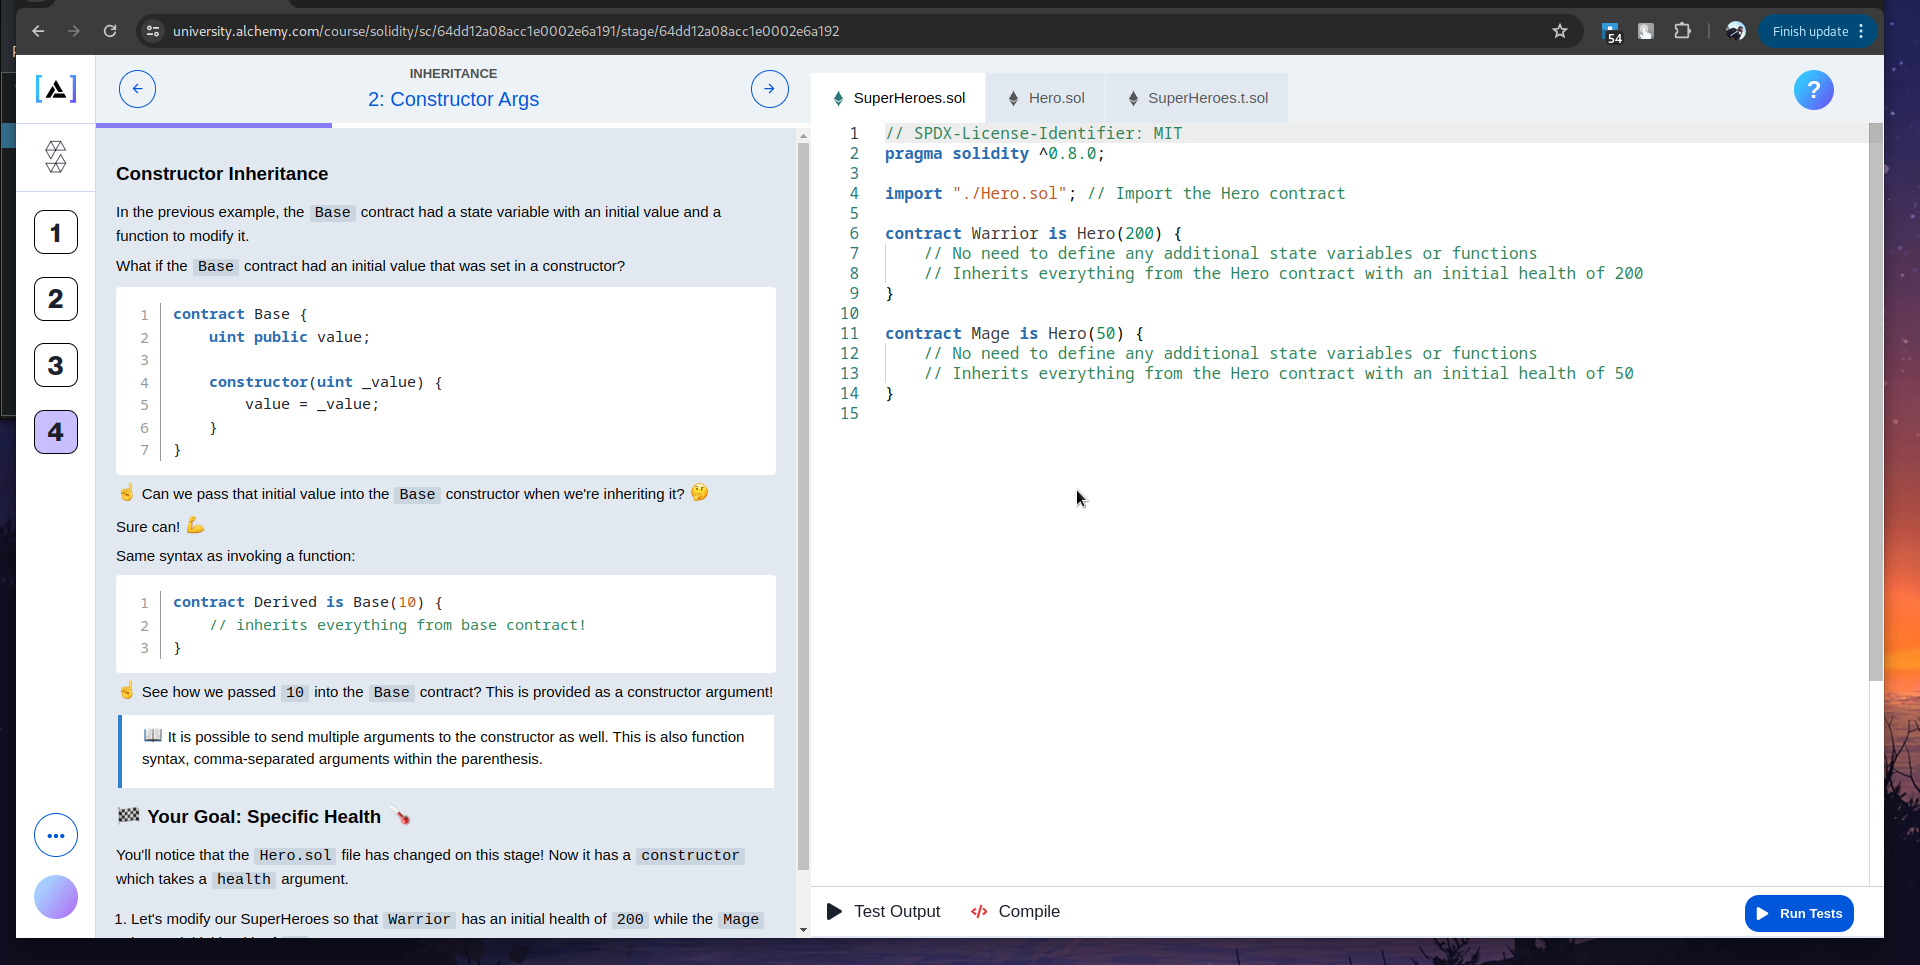 university.alchemy.com/course/solidity/sc/64dd12a08acc1e0002e6a191/stage/64dd12a08acc1e0002e6a192
54
Finish update
INHERITANCE
2: Constructor Args
1
2
3
4
Constructor Inheritance
In the previous example, the Base contract had a state variable with an initial value and a
function to modify it.
What if the Base contract had an initial value that was set in a constructor?
1 contract Base {
2     uint public value;
3
4     constructor(uint _value) {
5         value = _value;
6     }
7 }
☝️ Can we pass that initial value into the Base constructor when we're inheriting it? 🤔
Sure can! 💪
Same syntax as invoking a function:
1 contract Derived is Base(10) {
2     // inherits everything from base contract!
3 }
☝️ See how we passed 10 into the Base contract? This is provided as a constructor argument!
📖 It is possible to send multiple arguments to the constructor as well. This is also function
syntax, comma-separated arguments within the parenthesis.
🏁 Your Goal: Specific Health 🌡️
You'll notice that the Hero.sol file has changed on this stage! Now it has a constructor
which takes a health argument.
1. Let's modify our SuperHeroes so that Warrior has an initial health of 200 while the Mage
SuperHeroes.sol
Hero.sol
SuperHeroes.t.sol
?
1 // SPDX-License-Identifier: MIT
2 pragma solidity ^0.8.0;
3
4 import "./Hero.sol"; // Import the Hero contract
5
6 contract Warrior is Hero(200) {
7     // No need to define any additional state variables or functions
8     // Inherits everything from the Hero contract with an initial health of 200
9 }
10
11 contract Mage is Hero(50) {
12     // No need to define any additional state variables or functions
13     // Inherits everything from the Hero contract with an initial health of 50
14 }
15
Test Output
Compile
Run Tests